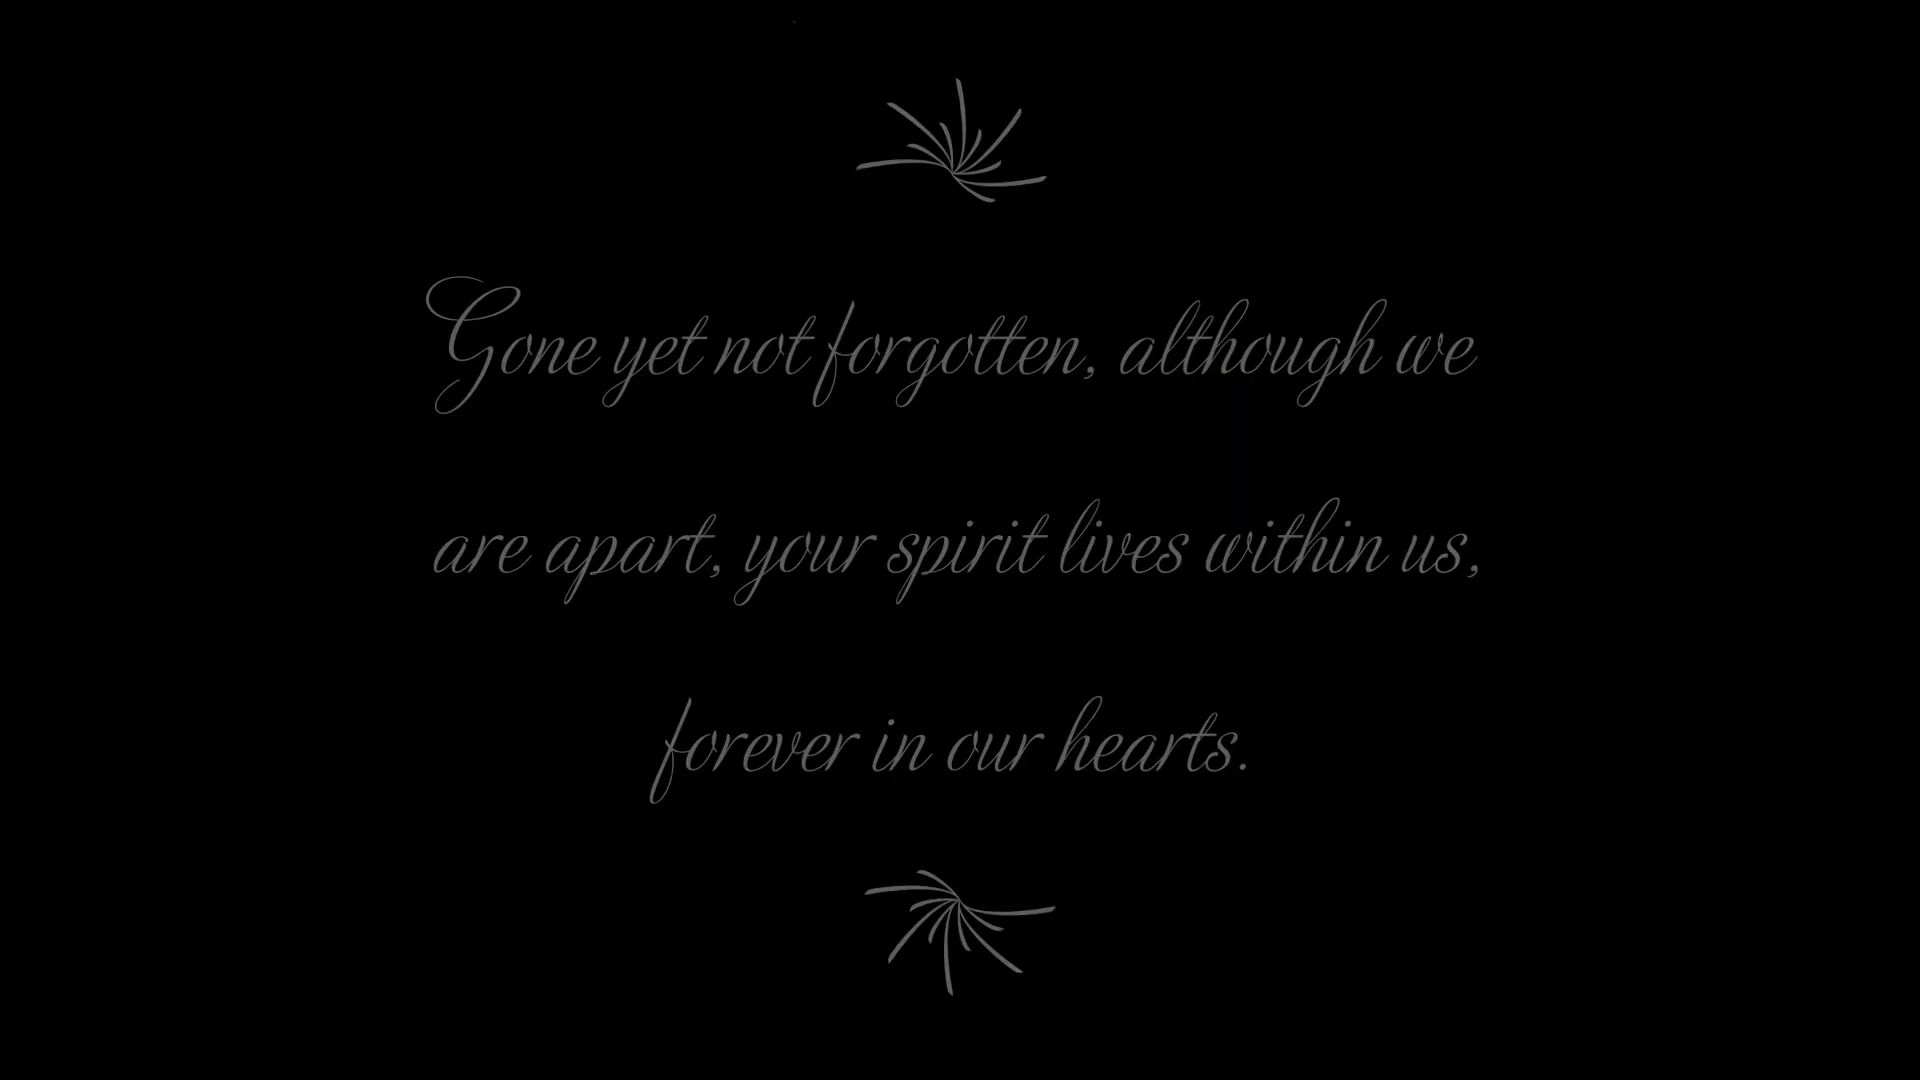 Gone yet not forgotten, although we
are apart, your spirit lives within us,
forever in our hearts.